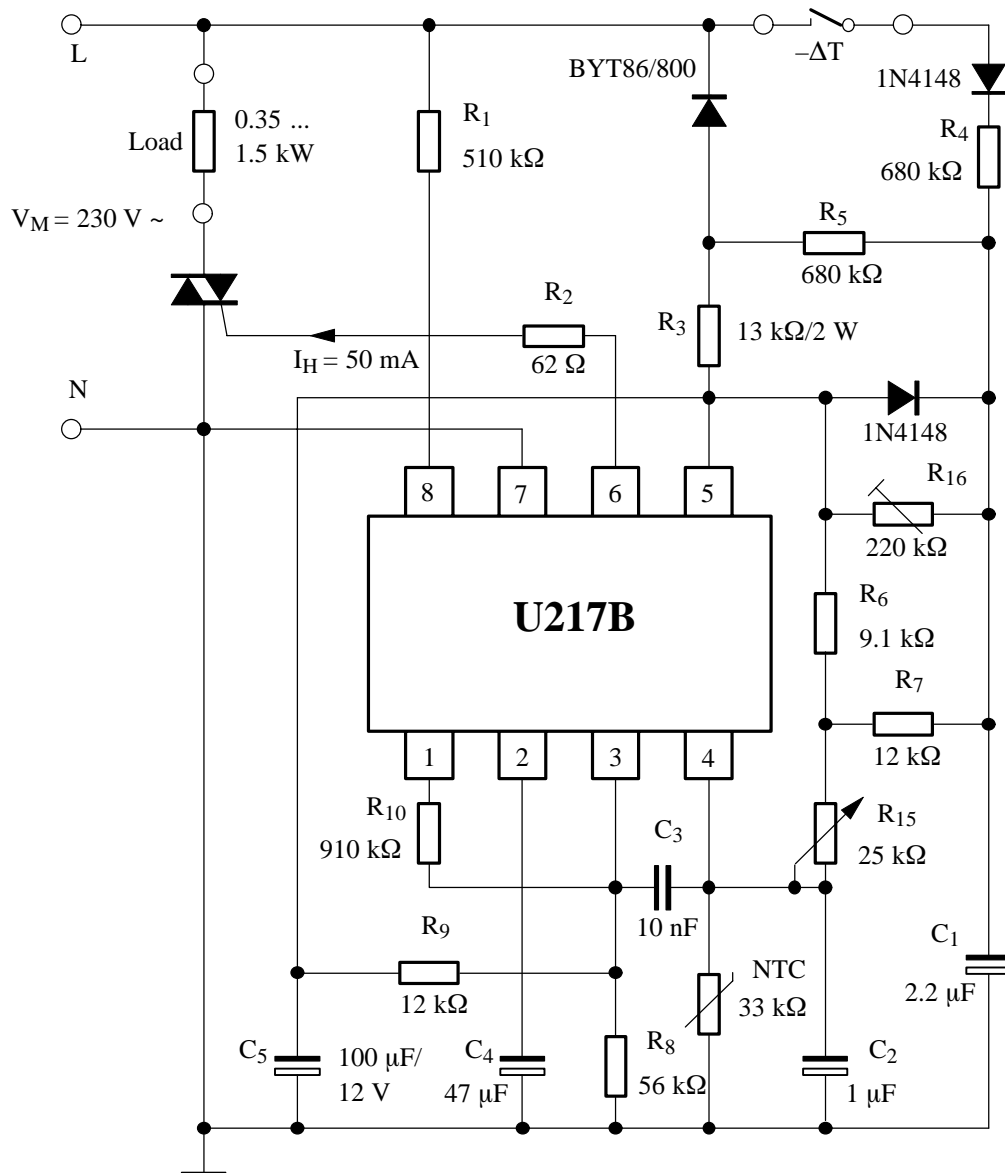 L
–ΔT
BYT86/800
1N4148
R1
510 kΩ
R4
680 kΩ
Load
0.35 ...
1.5 kW
VM = 230 V ~
R5
680 kΩ
R2
62 Ω
IH = 50 mA
R3
13 kΩ/2 W
N
1N4148
8
7
6
5
R16
220 kΩ
U217B
R6
9.1 kΩ
R7
12 kΩ
1
2
3
4
R10
910 kΩ
C3
10 nF
R15
25 kΩ
R9
12 kΩ
NTC
33 kΩ
C1
2.2 μF
C5
100 μF/
12 V
C4
47 μF
R8
56 kΩ
C2
1 μF